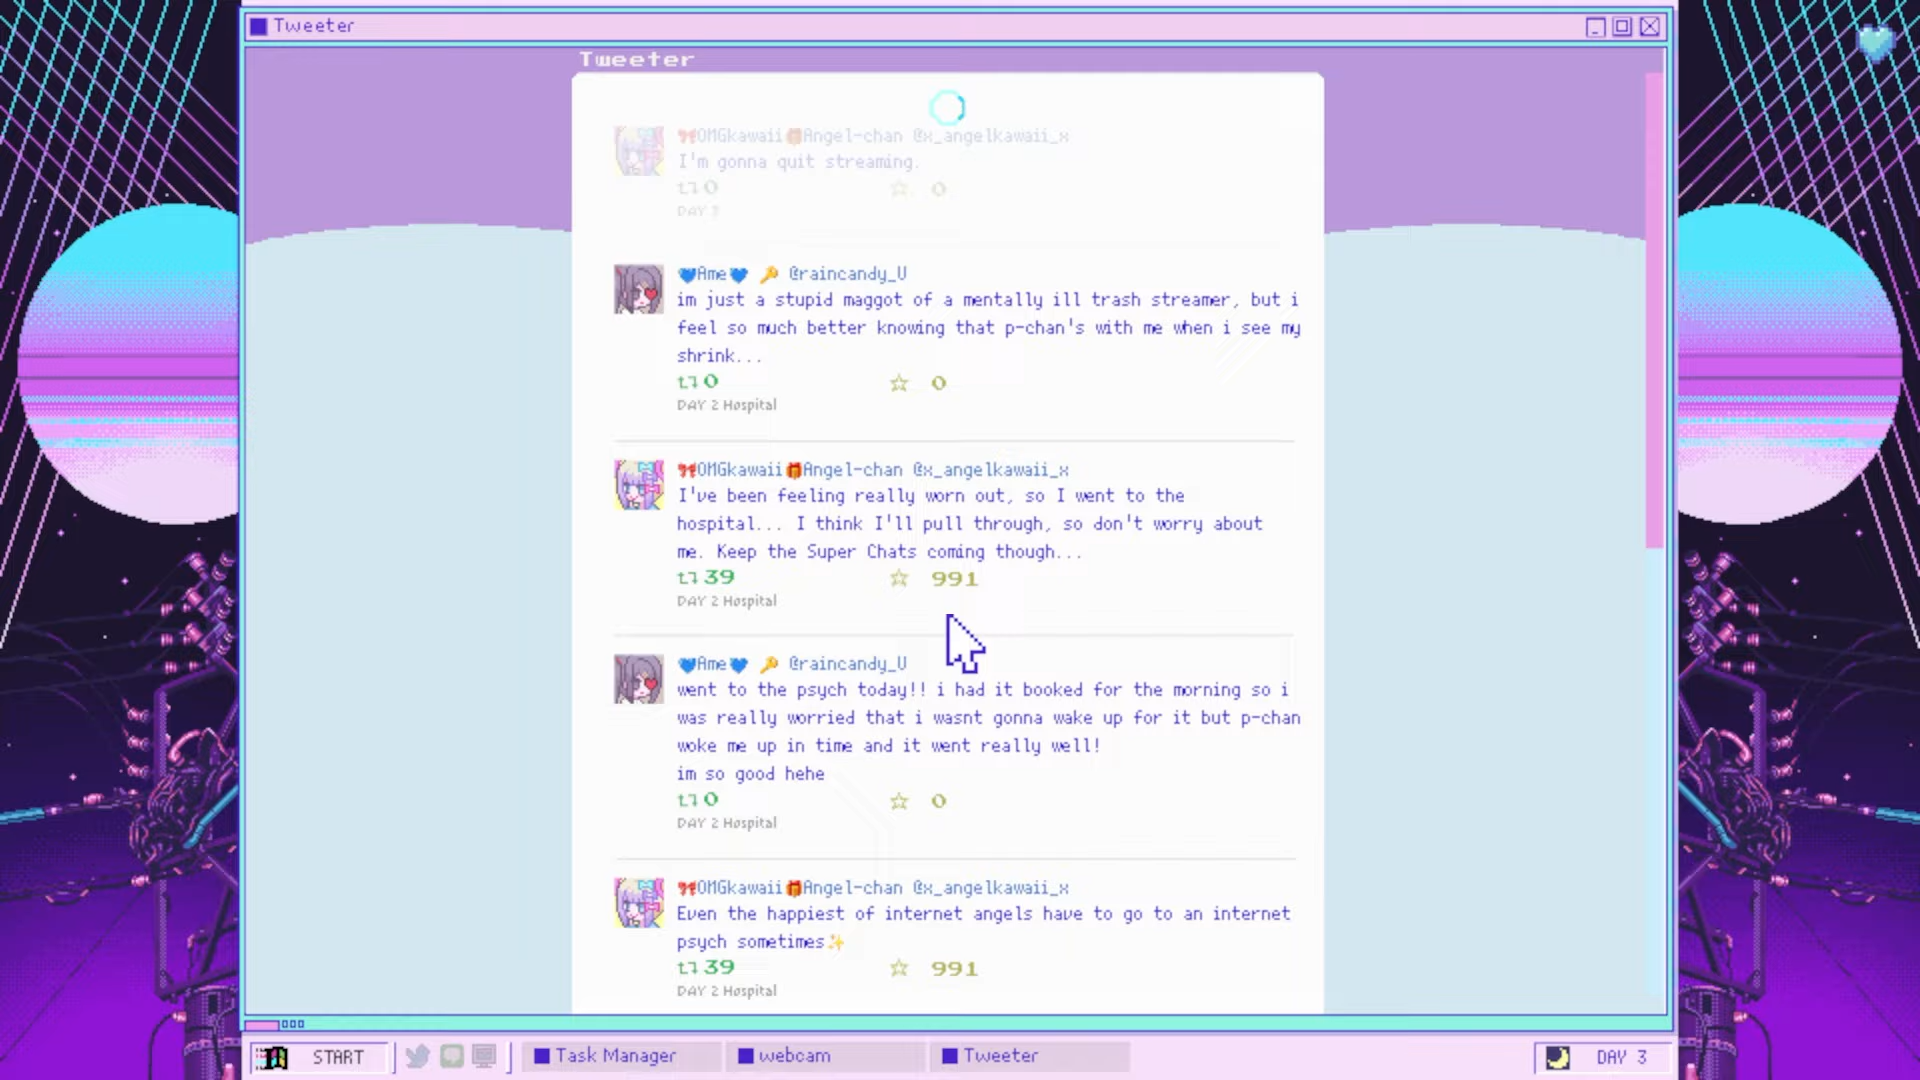 Tweeter
Tweeter
OMGkawaii Angel-chan @x_angelkawaii_x
I'm gonna quit streaming.
0 0
DAY 3
Ame @raincandy_U
im just a stupid maggot of a mentally ill trash streamer, but i
feel so much better knowing that p-chan's with me when i see my
shrink...
0 0
DAY 2 Hospital
OMGkawaii Angel-chan @x_angelkawaii_x
I've been feeling really worn out, so I went to the
hospital... I think I'll pull through, so don't worry about
me. Keep the Super Chats coming though...
39 991
DAY 2 Hospital
Ame @raincandy_U
went to the psych today!! i had it booked for the morning so i
was really worried that i wasnt gonna wake up for it but p-chan
woke me up in time and it went really well!
im so good hehe
0 0
DAY 2 Hospital
OMGkawaii Angel-chan @x_angelkawaii_x
Even the happiest of internet angels have to go to an internet
psych sometimes✨
39 991
DAY 2 Hospital
START Task Manager webcam Tweeter DAY 3